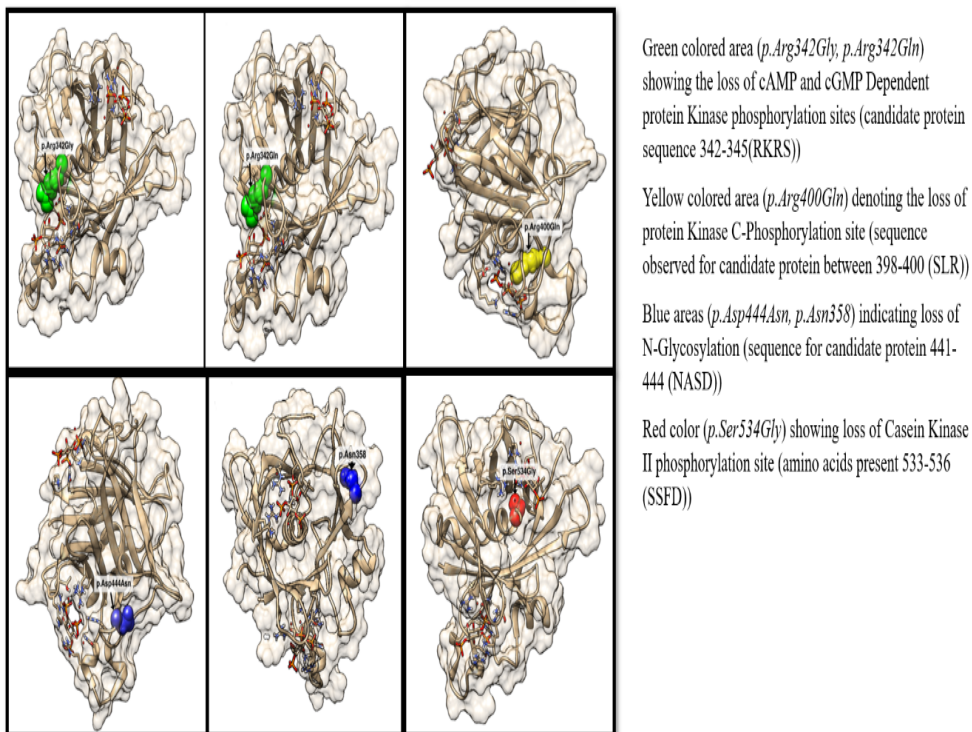 p.Arg342Gly
p.Arg342Gln
p.Arg400Gln
p.Asp444Asn
p.Asn358
p.Ser534Gly
Green colored area (p.Arg342Gly, p.Arg342Gln)
showing the loss of cAMP and cGMP Dependent
protein Kinase phosphorylation sites (candidate protein
sequence 342-345(RKRS))
Yellow colored area (p.Arg400Gln) denoting the loss of
protein Kinase C-Phosphorylation site (sequence
observed for candidate protein between 398-400 (SLR))
Blue areas (p.Asp444Asn, p.Asn358) indicating loss of
N-Glycosylation (sequence for candidate protein 441-
444 (NASD))
Red color (p.Ser534Gly) showing loss of Casein Kinase
II phosphorylation site (amino acids present 533-536
(SSFD))